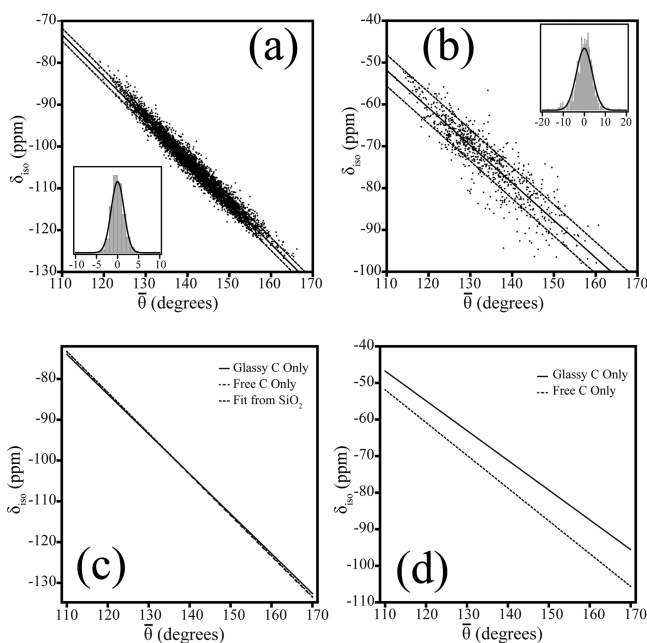 (a)
δiso (ppm)
-70
-80
-90
-100
-110
-120
-130
110 120 130 140 150 160 170
θ̄ (degrees)
-10 -5 0 5 10
(b)
δiso (ppm)
-40
-50
-60
-70
-80
-90
-100
110 120 130 140 150 160 170
θ̄ (degrees)
-20 -10 0 10 20
(c)
δiso (ppm)
-80
-90
-100
-110
-120
-130
110 120 130 140 150 160 170
θ̄ (degrees)
Glassy C Only
Free C Only
Fit from SiO2
(d)
δiso (ppm)
-40
-50
-60
-70
-80
-90
-100
-110
110 120 130 140 150 160 170
θ̄ (degrees)
Glassy C Only
Free C Only